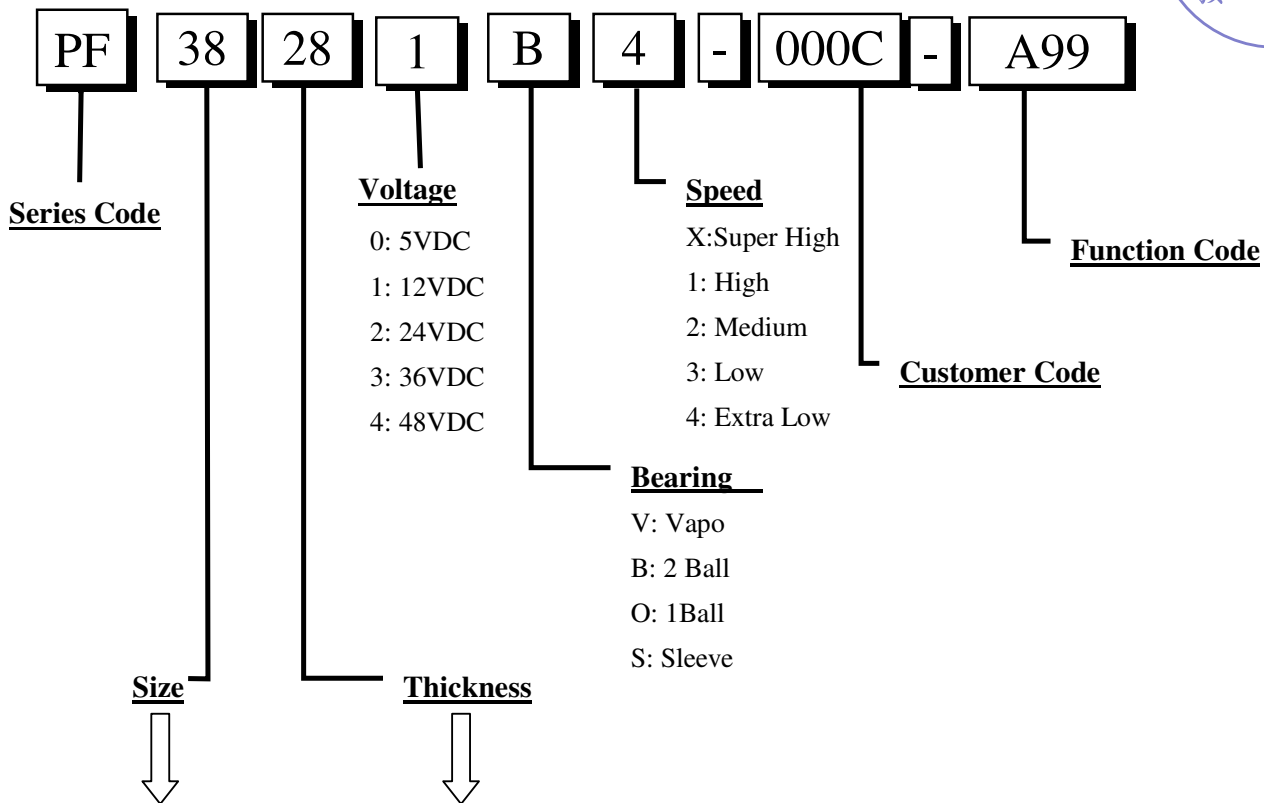 PF 38 28 1 B 4 - 000C - A99
Series Code
Voltage
0: 5VDC
1: 12VDC
2: 24VDC
3: 36VDC
4: 48VDC
Speed
X:Super High
1: High
2: Medium
3: Low
4: Extra Low
Function Code
Customer Code
Bearing
V: Vapo
B: 2 Ball
O: 1Ball
S: Sleeve
Size
Thickness